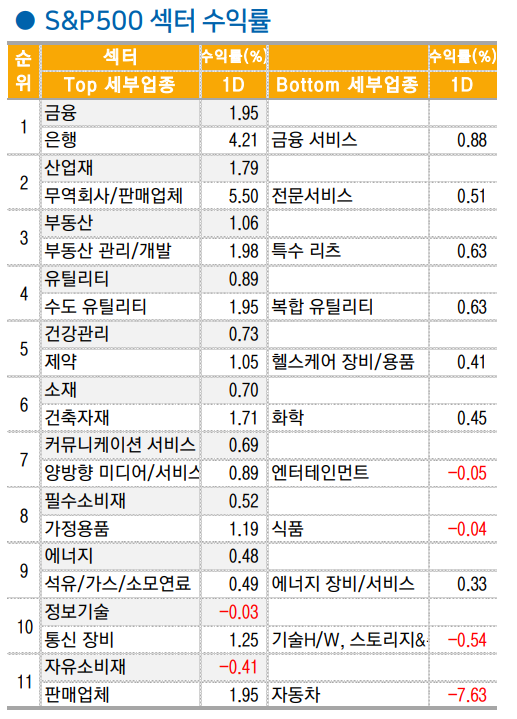 ● S&P500 섹터 수익률
순위 섹터 수익률(%) 수익률(%)
Top 세부업종 1D Bottom 세부업종 1D
1 금융 1.95
은행 4.21 금융 서비스 0.88
2 산업재 1.79
무역회사/판매업체 5.50 전문서비스 0.51
3 부동산 1.06
부동산 관리/개발 1.98 특수 리츠 0.63
4 유틸리티 0.89
수도 유틸리티 1.95 복합 유틸리티 0.63
5 건강관리 0.73
제약 1.05 헬스케어 장비/용품 0.41
6 소재 0.70
건축자재 1.71 화학 0.45
7 커뮤니케이션 서비스 0.69
양방향 미디어/서비스 0.89 엔터테인먼트 -0.05
8 필수소비재 0.52
가정용품 1.19 식품 -0.04
9 에너지 0.48
석유/가스/소모연료 0.49 에너지 장비/서비스 0.33
10 정보기술 -0.03
통신 장비 1.25 기술H/W, 스토리지& -0.54
11 자유소비재 -0.41
판매업체 1.95 자동차 -7.63